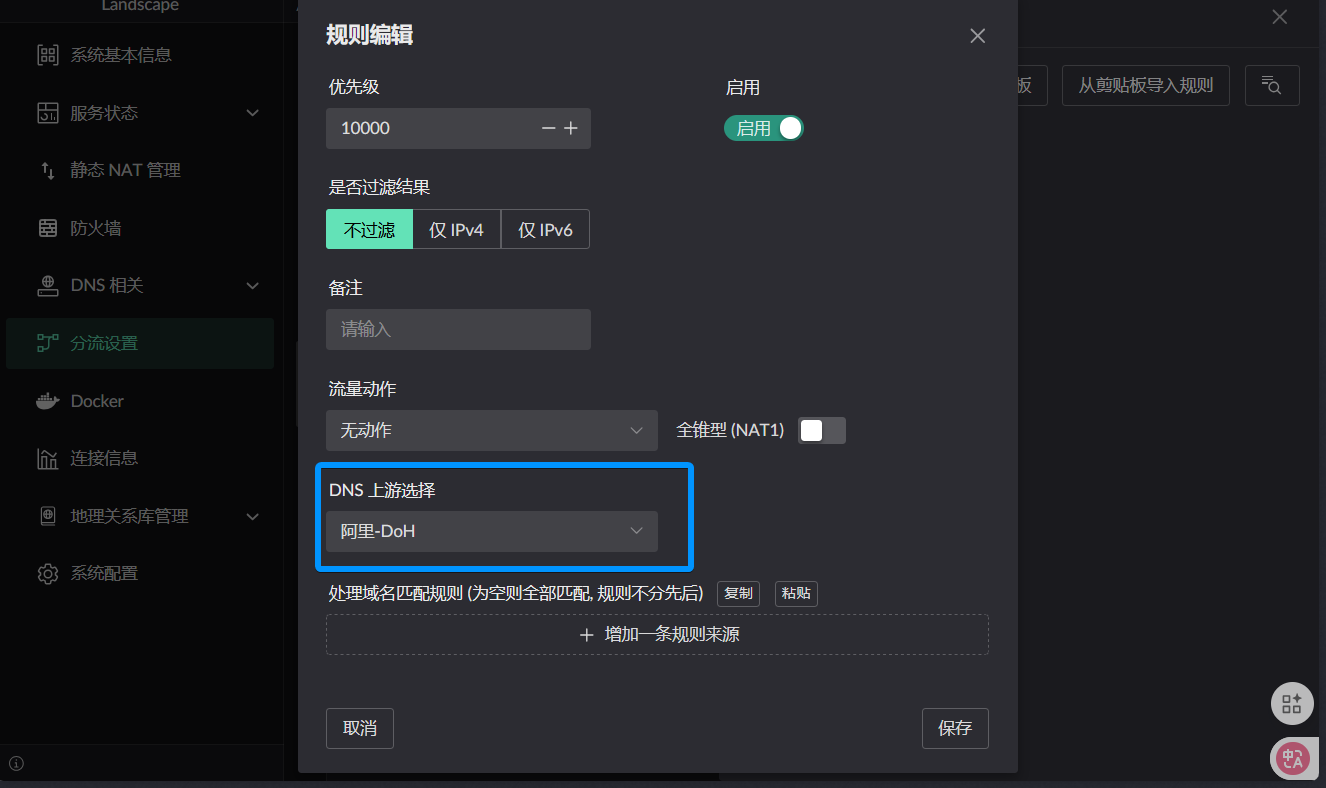 Landscape
系统基本信息
服务状态
静态 NAT 管理
防火墙
DNS 相关
分流设置
Docker
连接信息
地理关系库管理
系统配置
规则编辑
板
从剪贴板导入规则
优先级
启用
10000
启用
是否过滤结果
不过滤
仅 IPv4
仅 IPv6
备注
请输入
流量动作
无动作
全锥型 (NAT1)
DNS 上游选择
阿里-DoH
处理域名匹配规则 (为空则全部匹配, 规则不分先后)
复制
粘贴
增加一条规则来源
取消
保存